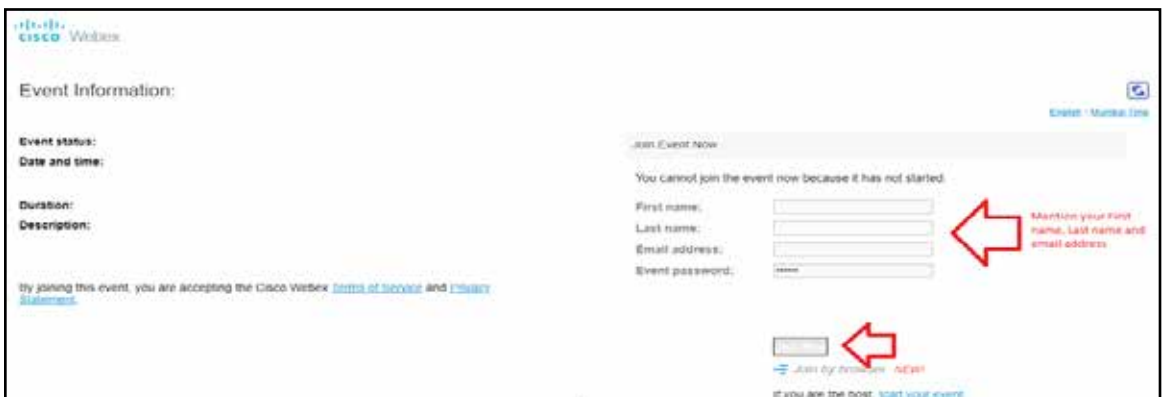 CISCO Webex
Event Information:
English : Mumbai Time
Event status:
Date and time:
Duration:
Description:
By joining this event, you are accepting the Cisco Webex Terms of Service and Privacy
Statement.
Join Event Now
You cannot join the event now because it has not started.
First name:
Last name:
Email address:
Event password:
Mention your First
name, Last name and
email address
Join by browser NEW!
If you are the host, start your event